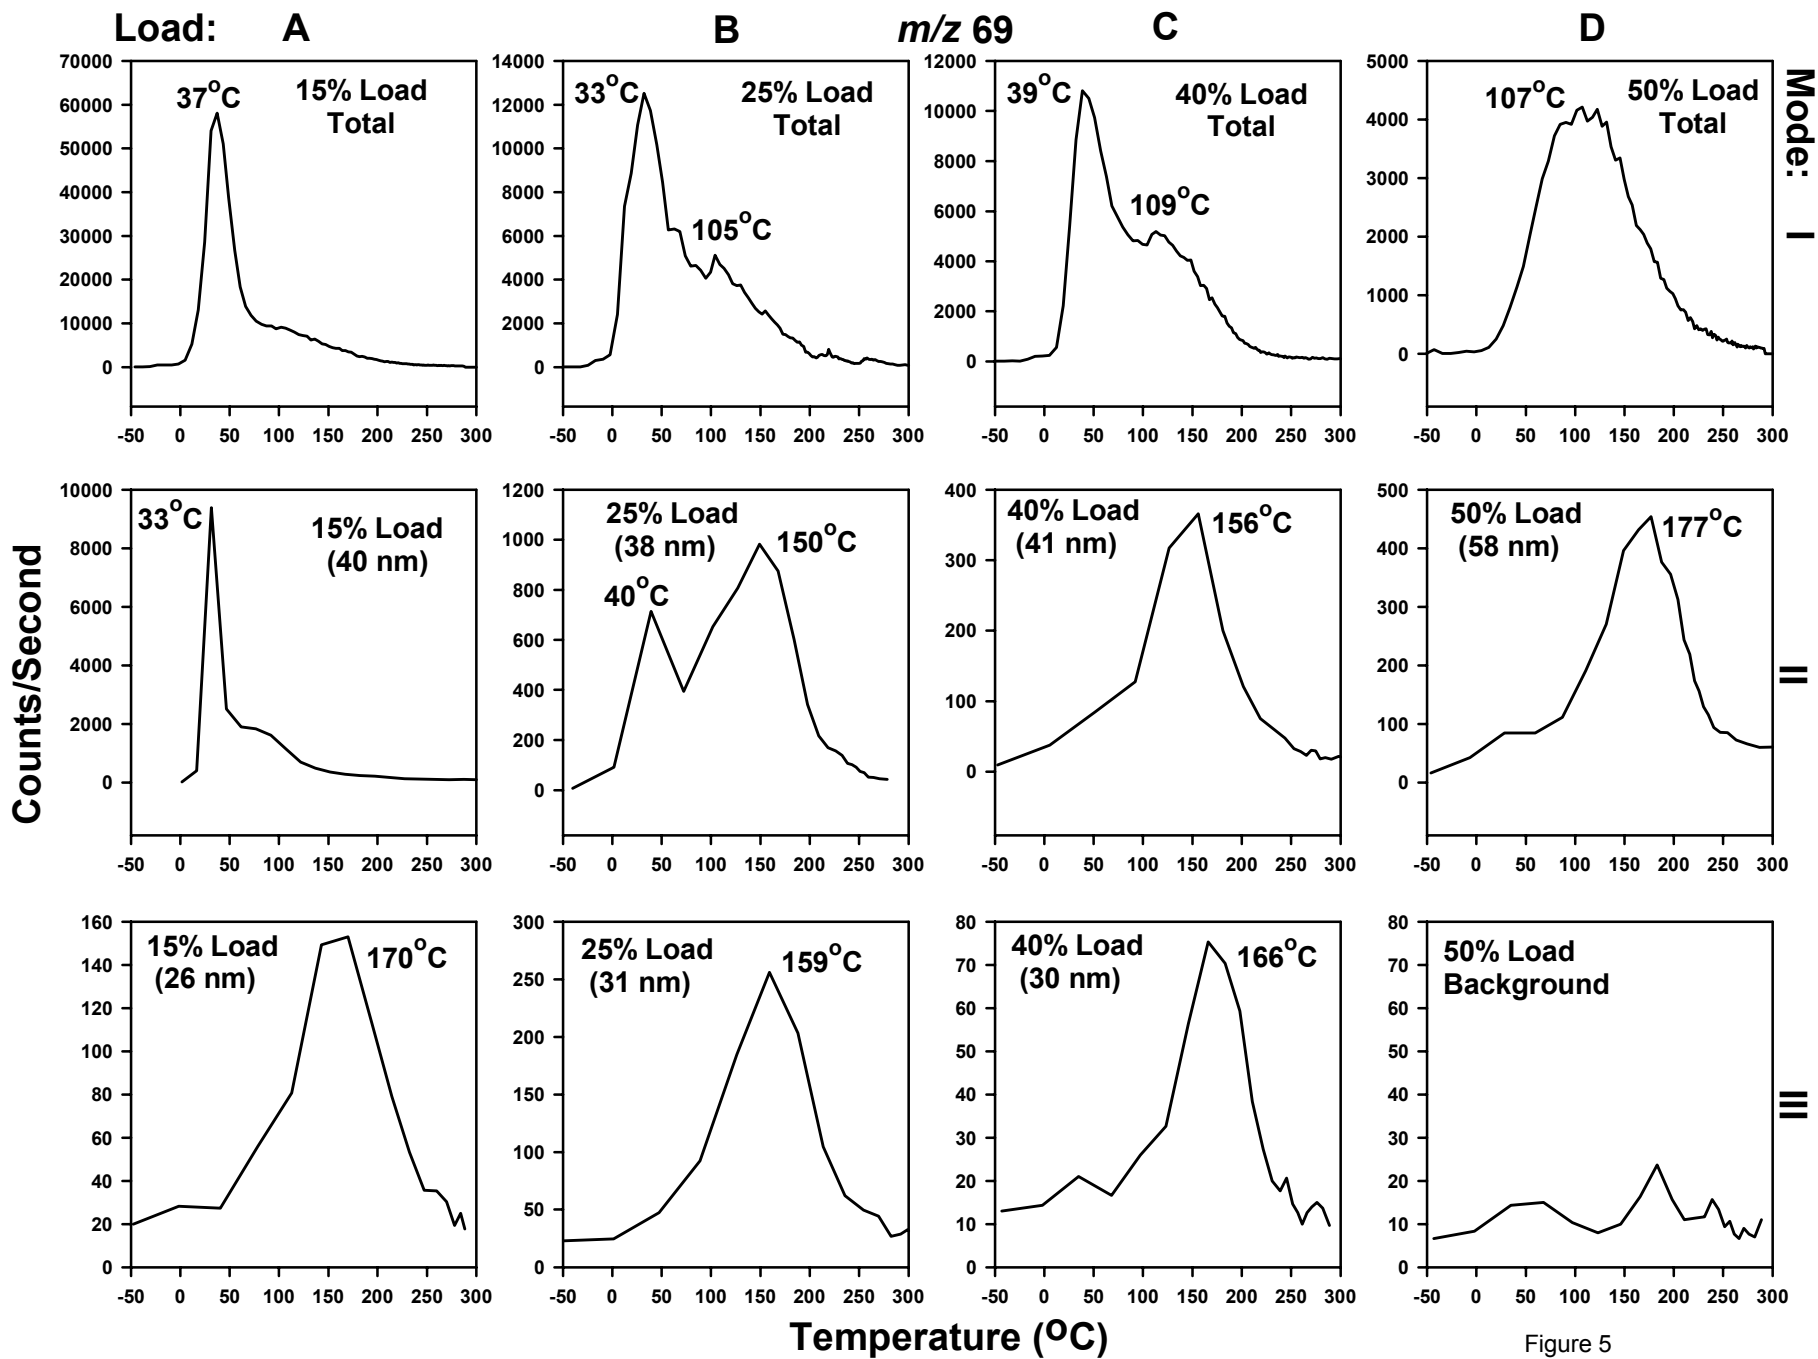 Load: A B m/z 69 C D
Mode: I II III
Counts/Second
37°C
15% Load
Total
70000
60000
50000
40000
30000
20000
10000
0
-50 0 50 100 150 200 250 300
33°C
25% Load
Total
105°C
14000
12000
10000
8000
6000
4000
2000
0
-50 0 50 100 150 200 250 300
39°C
40% Load
Total
109°C
12000
10000
8000
6000
4000
2000
0
-50 0 50 100 150 200 250 300
107°C
50% Load
Total
5000
4000
3000
2000
1000
0
-50 0 50 100 150 200 250 300
33°C
15% Load
(40 nm)
10000
8000
6000
4000
2000
0
-50 0 50 100 150 200 250 300
25% Load
(38 nm)
150°C
40°C
1200
1000
800
600
400
200
0
-50 0 50 100 150 200 250 300
40% Load
(41 nm)
156°C
400
300
200
100
0
-50 0 50 100 150 200 250 300
50% Load
(58 nm)
177°C
500
400
300
200
100
0
-50 0 50 100 150 200 250 300
15% Load
(26 nm)
170°C
160
140
120
100
80
60
40
20
0
-50 0 50 100 150 200 250 300
25% Load
(31 nm)
159°C
300
250
200
150
100
50
0
-50 0 50 100 150 200 250 300
40% Load
(30 nm)
166°C
80
70
60
50
40
30
20
10
0
-50 0 50 100 150 200 250 300
50% Load
Background
80
70
60
50
40
30
20
10
0
-50 0 50 100 150 200 250 300
Temperature (°C)
Figure 5